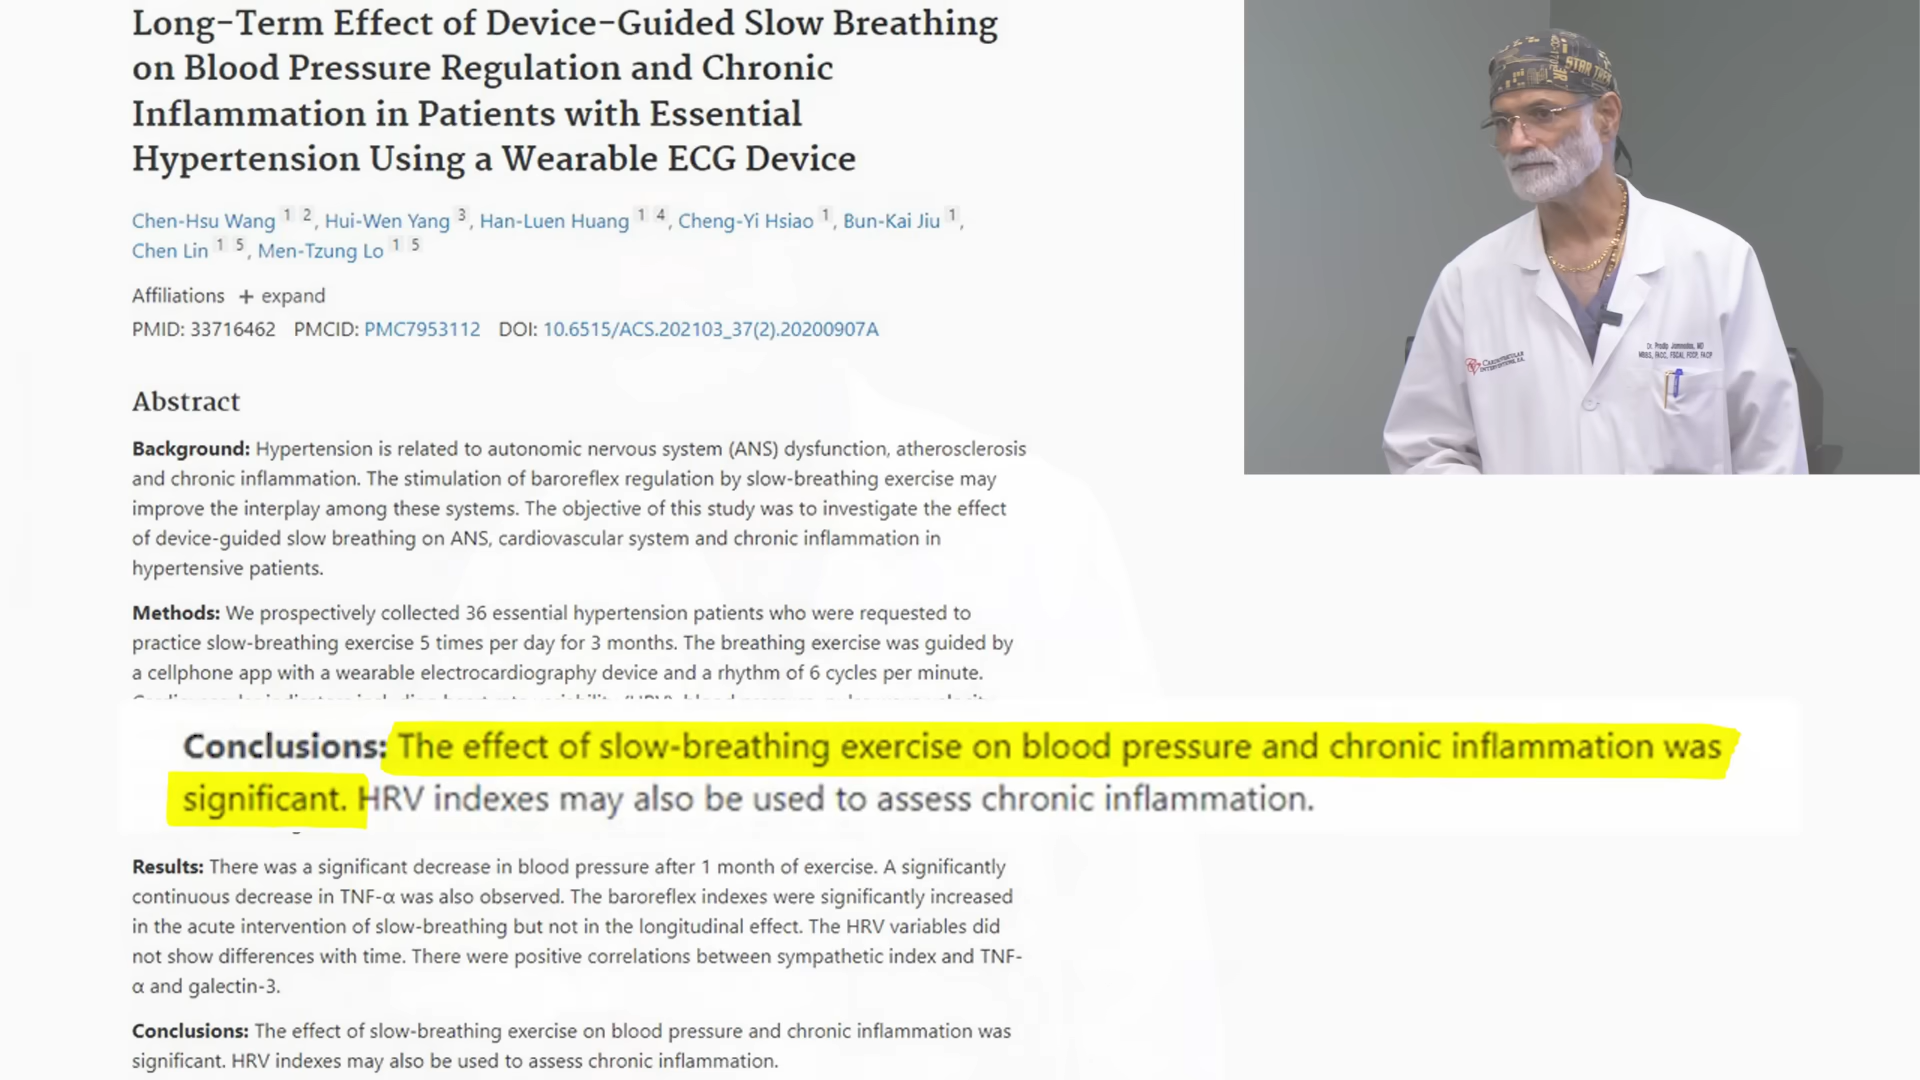 Long-Term Effect of Device-Guided Slow Breathing
on Blood Pressure Regulation and Chronic
Inflammation in Patients with Essential
Hypertension Using a Wearable ECG Device
Chen-Hsu Wang 1 2, Hui-Wen Yang 3, Han-Luen Huang 1 4, Cheng-Yi Hsiao 1, Bun-Kai Jiu 1,
Chen Lin 1 5, Men-Tzung Lo 1 5
Affiliations + expand
PMID: 33716462 PMCID: PMC7953112 DOI: 10.6515/ACS.202103_37(2).20200907A
Abstract
Background: Hypertension is related to autonomic nervous system (ANS) dysfunction, atherosclerosis
and chronic inflammation. The stimulation of baroreflex regulation by slow-breathing exercise may
improve the interplay among these systems. The objective of this study was to investigate the effect
of device-guided slow breathing on ANS, cardiovascular system and chronic inflammation in
hypertensive patients.
Methods: We prospectively collected 36 essential hypertension patients who were requested to
practice slow-breathing exercise 5 times per day for 3 months. The breathing exercise was guided by
a cellphone app with a wearable electrocardiography device and a rhythm of 6 cycles per minute.
Conclusions: The effect of slow-breathing exercise on blood pressure and chronic inflammation was
significant. HRV indexes may also be used to assess chronic inflammation.
Results: There was a significant decrease in blood pressure after 1 month of exercise. A significantly
continuous decrease in TNF-α was also observed. The baroreflex indexes were significantly increased
in the acute intervention of slow-breathing but not in the longitudinal effect. The HRV variables did
not show differences with time. There were positive correlations between sympathetic index and TNF-
α and galectin-3.
Conclusions: The effect of slow-breathing exercise on blood pressure and chronic inflammation was
significant. HRV indexes may also be used to assess chronic inflammation.
STAR TREK
CARDIOVASCULAR
INTERVENTIONS, P.A.
Dr. Pradip Jamnadas, MD
MBBS, FACC, FSCAI, FCCP, FACP